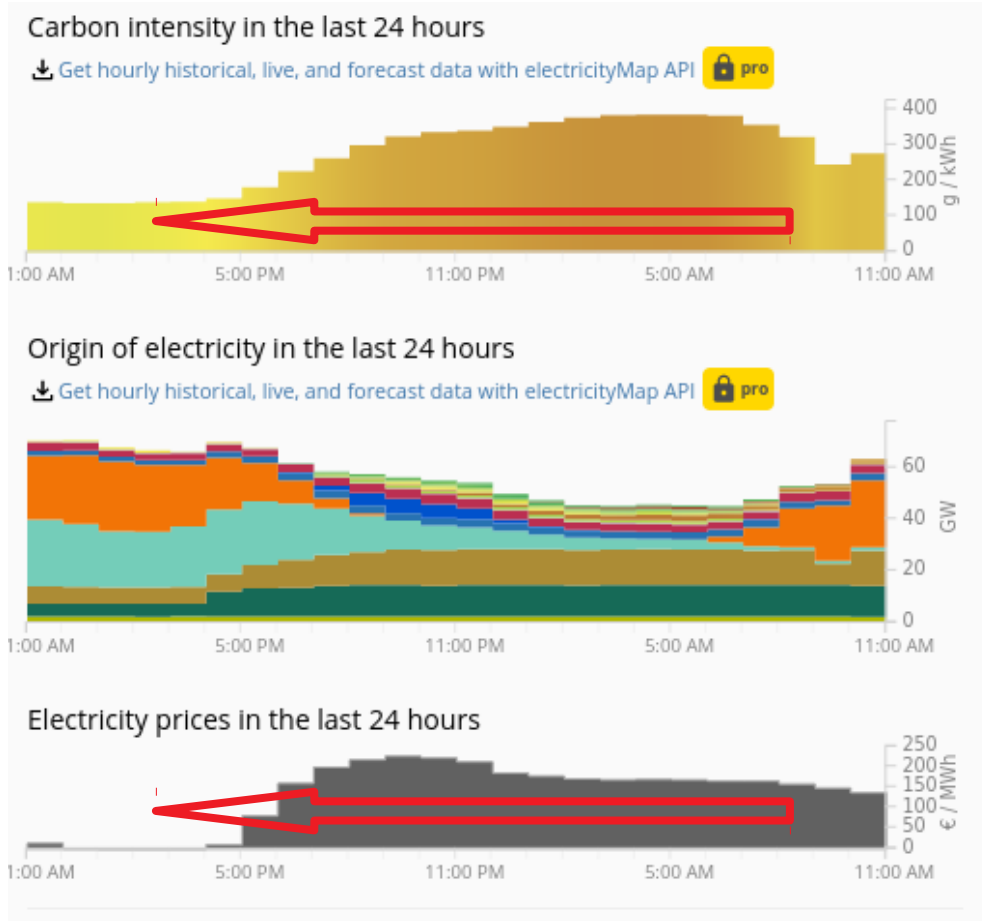 Carbon intensity in the last 24 hours
Get hourly historical, live, and forecast data with electricityMap API pro
400
300
200
100
0
g / kWh
1:00 AM 5:00 PM 11:00 PM 5:00 AM 11:00 AM
Origin of electricity in the last 24 hours
Get hourly historical, live, and forecast data with electricityMap API pro
60
40
20
0
GW
1:00 AM 5:00 PM 11:00 PM 5:00 AM 11:00 AM
Electricity prices in the last 24 hours
250
200
150
100
50
0
€ / MWh
1:00 AM 5:00 PM 11:00 PM 5:00 AM 11:00 AM